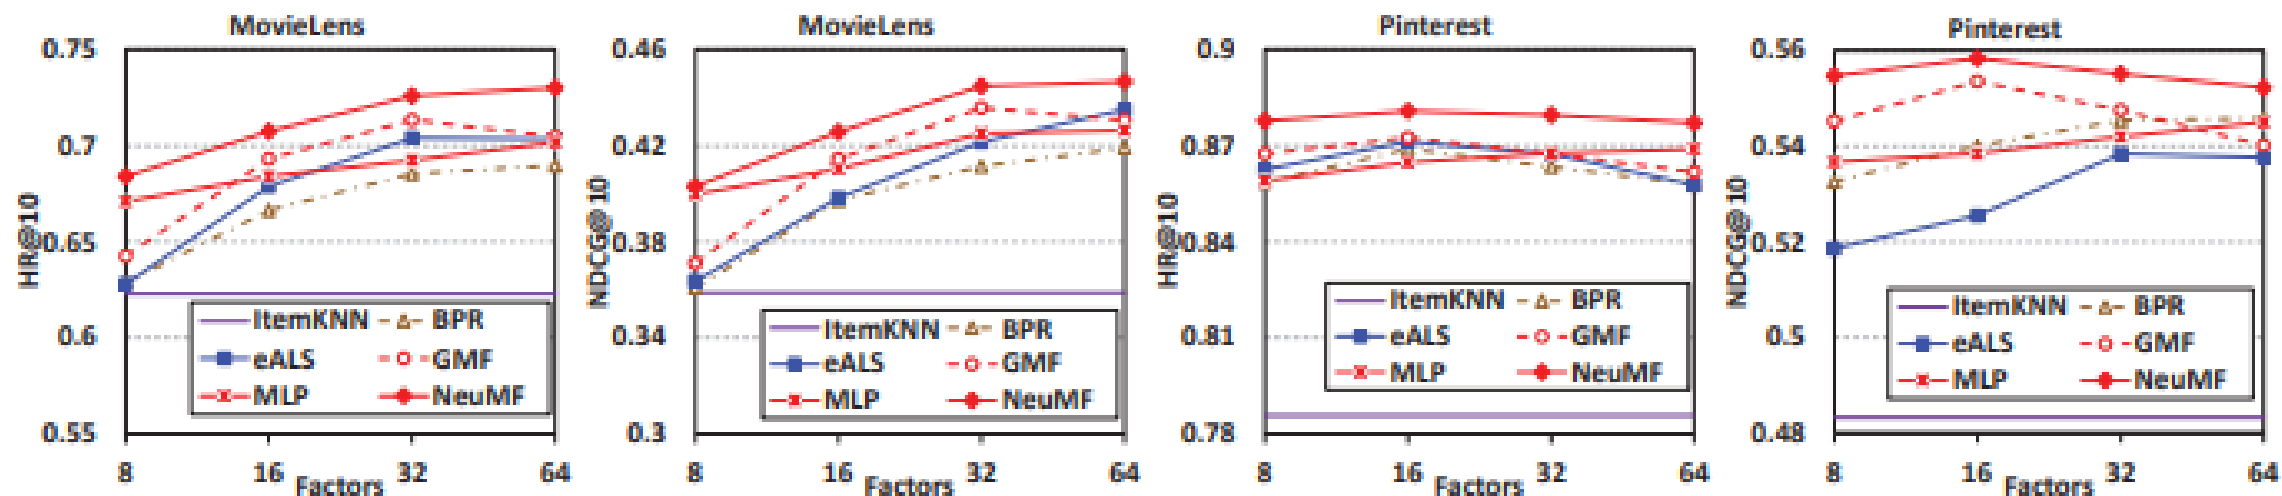 MovieLens
0.75
0.7
0.65
0.6
0.55
HR@10
ItemKNN BPR
eALS GMF
MLP NeuMF
8 16 32 64
Factors
MovieLens
0.46
0.42
0.38
0.34
0.3
NDCG@10
ItemKNN BPR
eALS GMF
MLP NeuMF
8 16 32 64
Factors
Pinterest
0.9
0.87
0.84
0.81
0.78
HR@10
ItemKNN BPR
eALS GMF
MLP NeuMF
8 16 32 64
Factors
Pinterest
0.56
0.54
0.52
0.5
0.48
NDCG@10
ItemKNN BPR
eALS GMF
MLP NeuMF
8 16 32 64
Factors